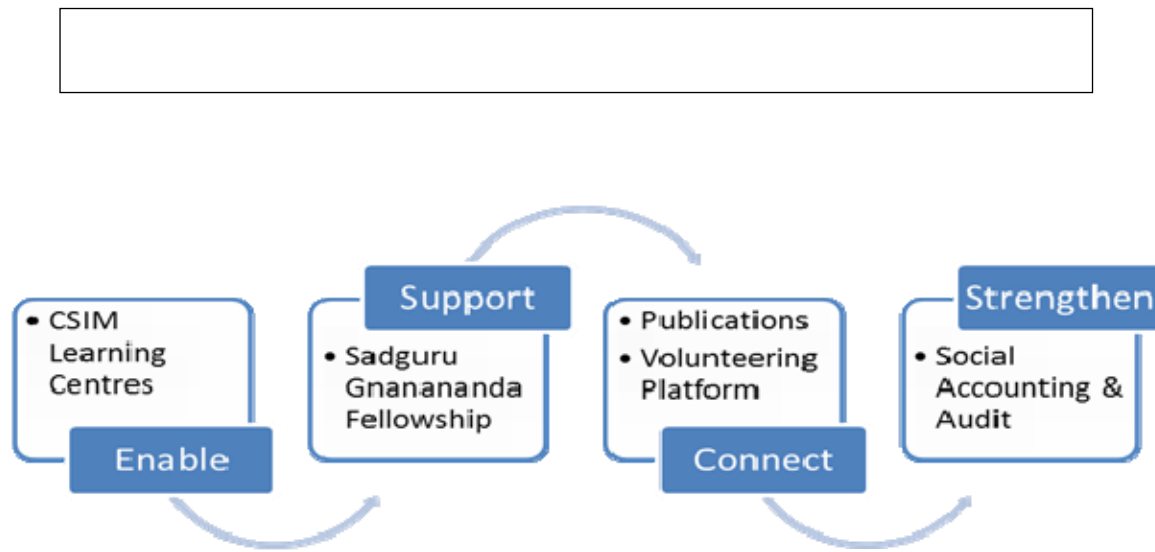 • CSIM
Learning
Centres
Enable
Support
• Sadguru
Gnanananda
Fellowship
• Publications
• Volunteering
Platform
Connect
Strengthen
• Social
Accounting &
Audit